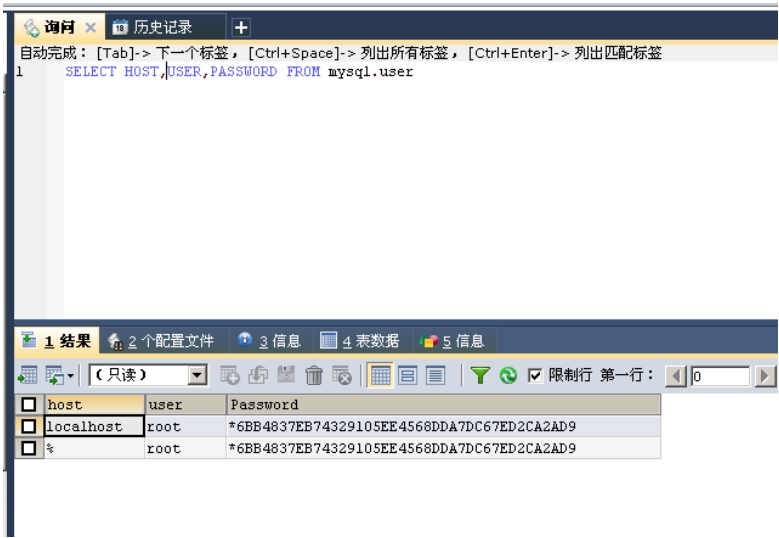 询问 历史记录
自动完成： [Tab]-> 下一个标签， [Ctrl+Space]-> 列出所有标签， [Ctrl+Enter]-> 列出匹配标签
1 SELECT HOST,USER,PASSWORD FROM mysql.user
1 结果 2 个配置文件 3 信息 4 表数据 5 信息
（只读） 限制行 第一行： 0
host user Password
localhost root *6BB4837EB74329105EE4568DDA7DC67ED2CA2AD9
% root *6BB4837EB74329105EE4568DDA7DC67ED2CA2AD9